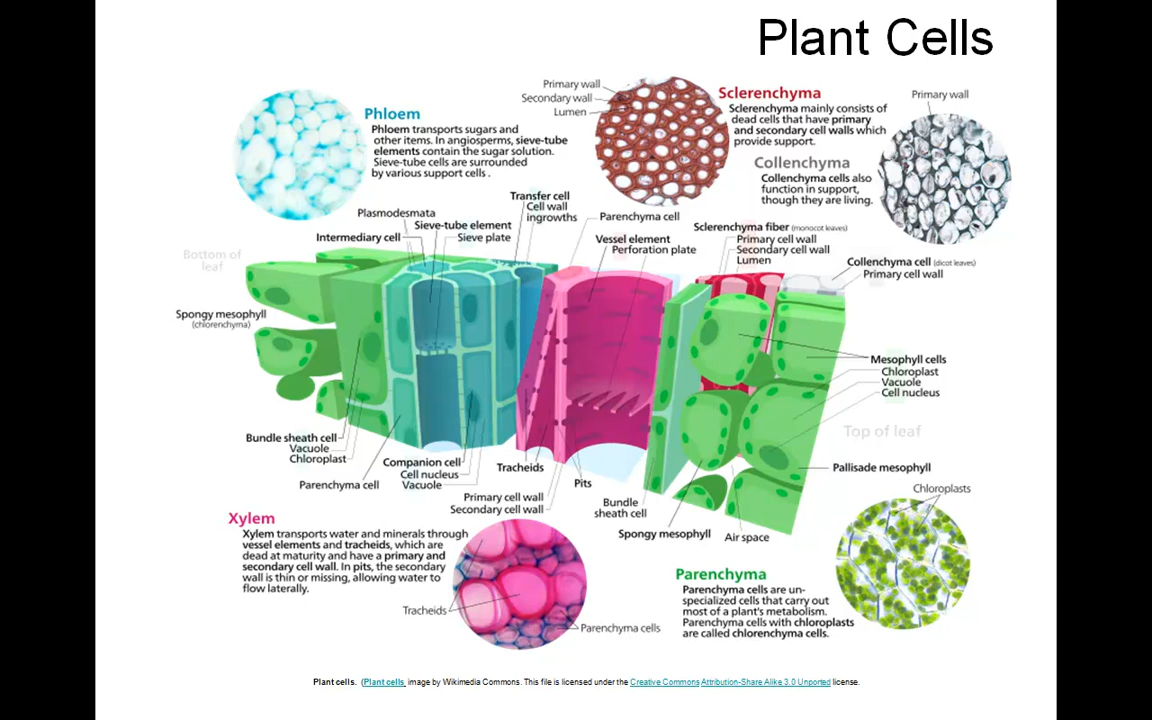 Plant Cells
Phloem
Phloem transports sugars and
other items. In angiosperms, sieve-tube
elements contain the sugar solution.
Sieve-tube cells are surrounded
by various support cells .
Primary wall
Secondary wall
Lumen
Sclerenchyma
Sclerenchyma mainly consists of
dead cells that have primary
and secondary cell walls which
provide support.
Collenchyma
Collenchyma cells also
function in support,
though they are living.
Primary wall
Plasmodesmata
Sieve-tube element
Intermediary cell
Sieve plate
Transfer cell
Cell wall
ingrowths
Parenchyma cell
Vessel element
Perforation plate
Sclerenchyma fiber (monocot leaves)
Primary cell wall
Secondary cell wall
Lumen
Collenchyma cell (dicot leaves)
Primary cell wall
Bottom of
leaf
Spongy mesophyll
(chlorenchyma)
Mesophyll cells
Chloroplast
Vacuole
Cell nucleus
Top of leaf
Pallisade mesophyll
Bundle sheath cell
Vacuole
Chloroplast
Parenchyma cell
Companion cell
Cell nucleus
Vacuole
Tracheids
Primary cell wall
Secondary cell wall
Pits
Bundle
sheath cell
Spongy mesophyll
Air space
Chloroplasts
Xylem
Xylem transports water and minerals through
vessel elements and tracheids, which are
dead at maturity and have a primary and
secondary cell wall. In pits, the secondary
wall is thin or missing, allowing water to
flow laterally.
Tracheids
Parenchyma cells
Parenchyma
Parenchyma cells are un-
specialized cells that carry out
most of a plant's metabolism.
Parenchyma cells with chloroplasts
are called chlorenchyma cells.
Plant cells. (Plant cells, image by Wikimedia Commons. This file is licensed under the Creative Commons Attribution-Share Alike 3.0 Unported license.